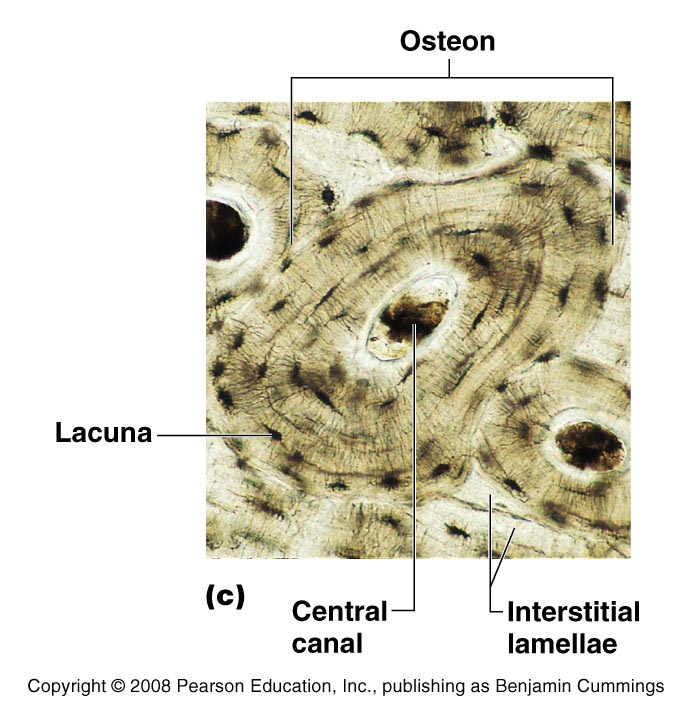 Osteon
Lacuna
(c)
Central
canal
Interstitial
lamellae
Copyright © 2008 Pearson Education, Inc., publishing as Benjamin Cummings